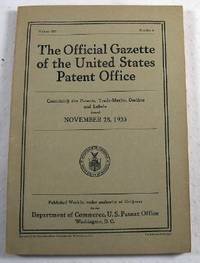 The Official Gazette
of the United States
Patent Office
Containing the Patents, Trade-Marks, Designs
and Labels
Issued
NOVEMBER 28, 1933
Published Weekly, under authority of Congress
by the
Department of Commerce, U.S. Patent Office
Washington, D.C.